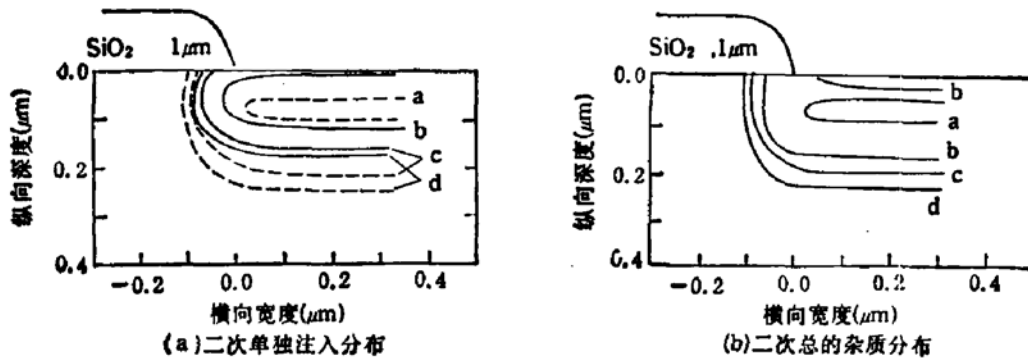 SiO₂ 1μm
0.0
0.2
0.4
纵向深度(μm)
a
b
c
d
-0.2 0.0 0.2 0.4
横向宽度(μm)
(a)二次单独注入分布
SiO₂ ,1μm
0.0
0.2
0.4
纵向深度(μm)
b
a
b
c
d
-0.2 0.0 0.2 0.4
横向宽度(μm)
(b)二次总的杂质分布